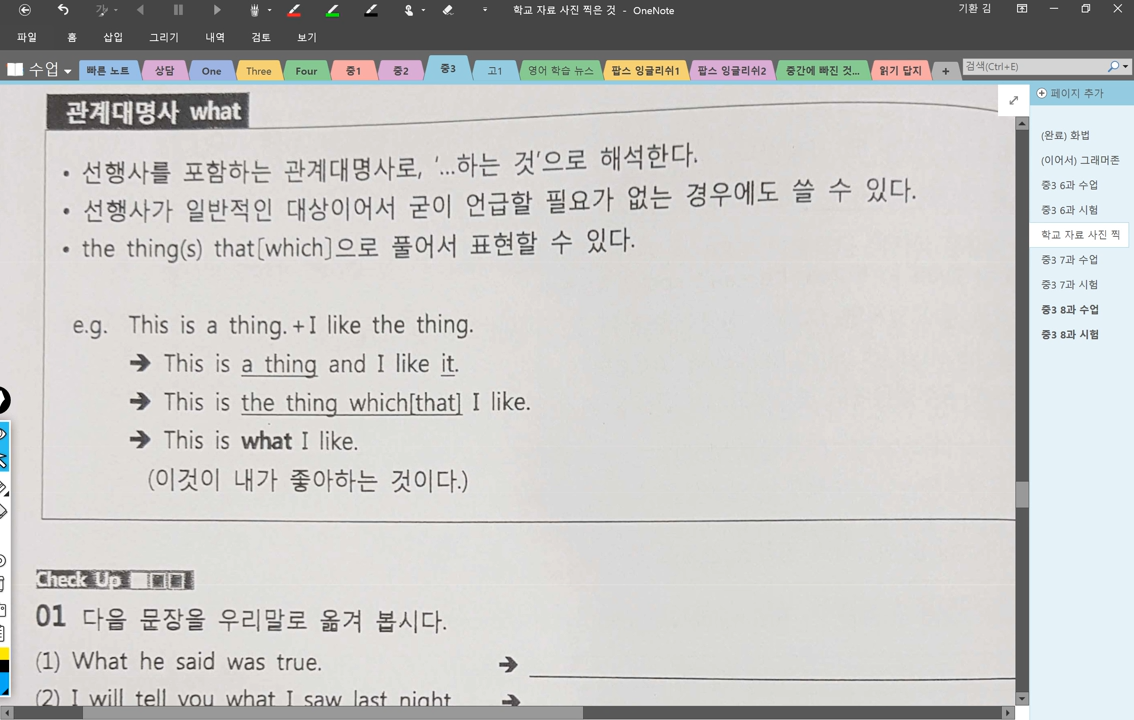 학교 자료 사진 찍은 것 - OneNote
기환 김
파일 홈 삽입 그리기 내역 검토 보기
수업 빠른 노트 상담 One Three Four 중1 중2 중3 고1 영어 학습 뉴스 팝스 잉글리쉬1 팝스 잉글리쉬2 중간에 빠진 것... 읽기 답지 + 검색(Ctrl+E)
페이지 추가
(완료) 화법
(이어서) 그래머존
중3 6과 수업
중3 6과 시험
학교 자료 사진 찍
중3 7과 수업
중3 7과 시험
중3 8과 수업
중3 8과 시험
관계대명사 what
• 선행사를 포함하는 관계대명사로, '...하는 것'으로 해석한다.
• 선행사가 일반적인 대상이어서 굳이 언급할 필요가 없는 경우에도 쓸 수 있다.
• the thing(s) that[which]으로 풀어서 표현할 수 있다.
e.g. This is a thing. + I like the thing.
➔ This is a thing and I like it.
➔ This is the thing which[that] I like.
➔ This is what I like.
(이것이 내가 좋아하는 것이다.)
Check Up
01 다음 문장을 우리말로 옮겨 봅시다.
(1) What he said was true. ➔
(2) I will tell you what I saw last night ➔